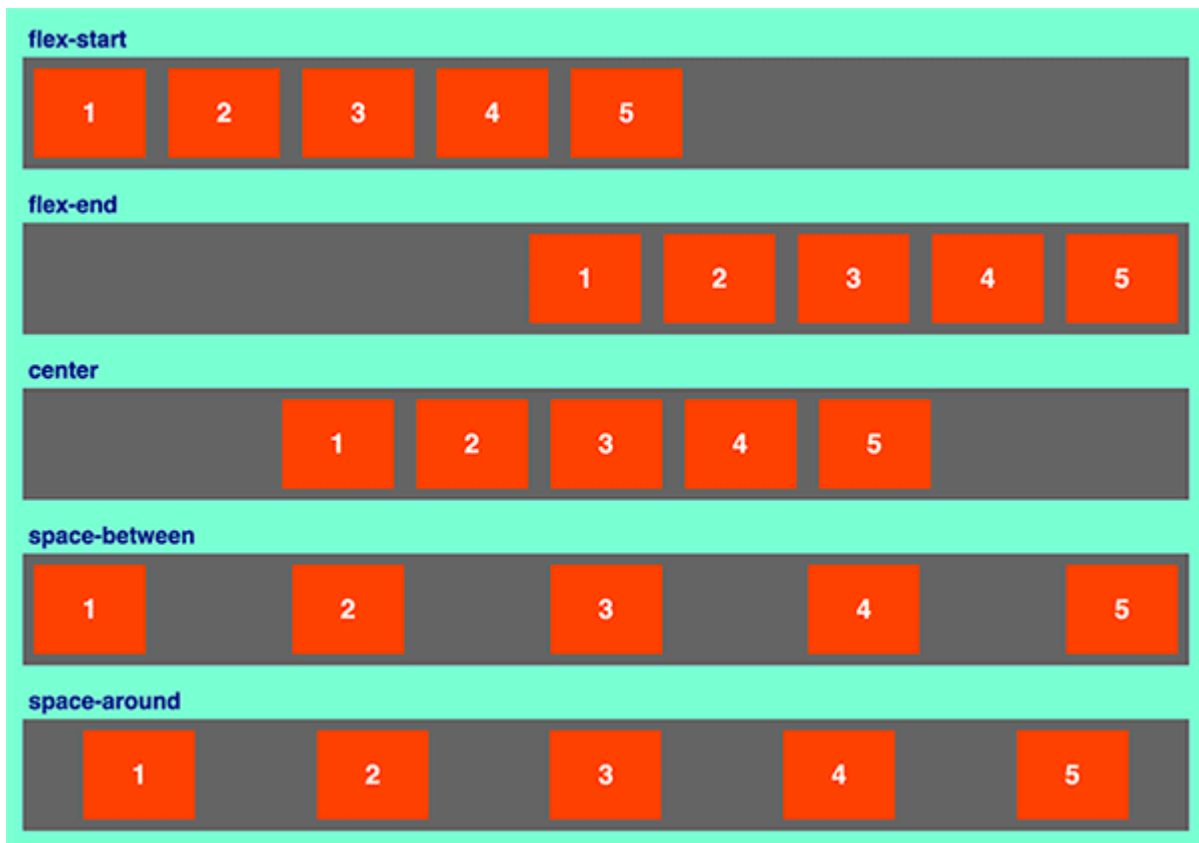 flex-start
1 2 3 4 5
flex-end
1 2 3 4 5
center
1 2 3 4 5
space-between
1 2 3 4 5
space-around
1 2 3 4 5